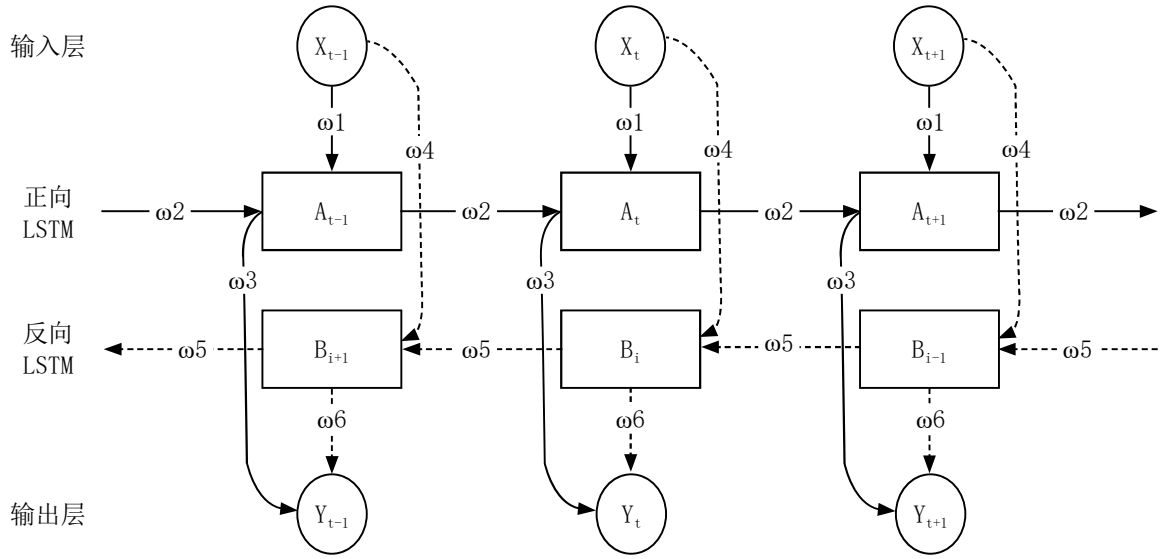 输入层
X_{t-1}
X_t
X_{t+1}
ω1
ω1
ω1
ω4
ω4
ω4
正向
LSTM
ω2
A_{t-1}
ω2
A_t
ω2
A_{t+1}
ω2
ω3
ω3
ω3
反向
LSTM
ω5
B_{i+1}
ω5
B_i
ω5
B_{i-1}
ω5
ω6
ω6
ω6
输出层
Y_{t-1}
Y_t
Y_{t+1}